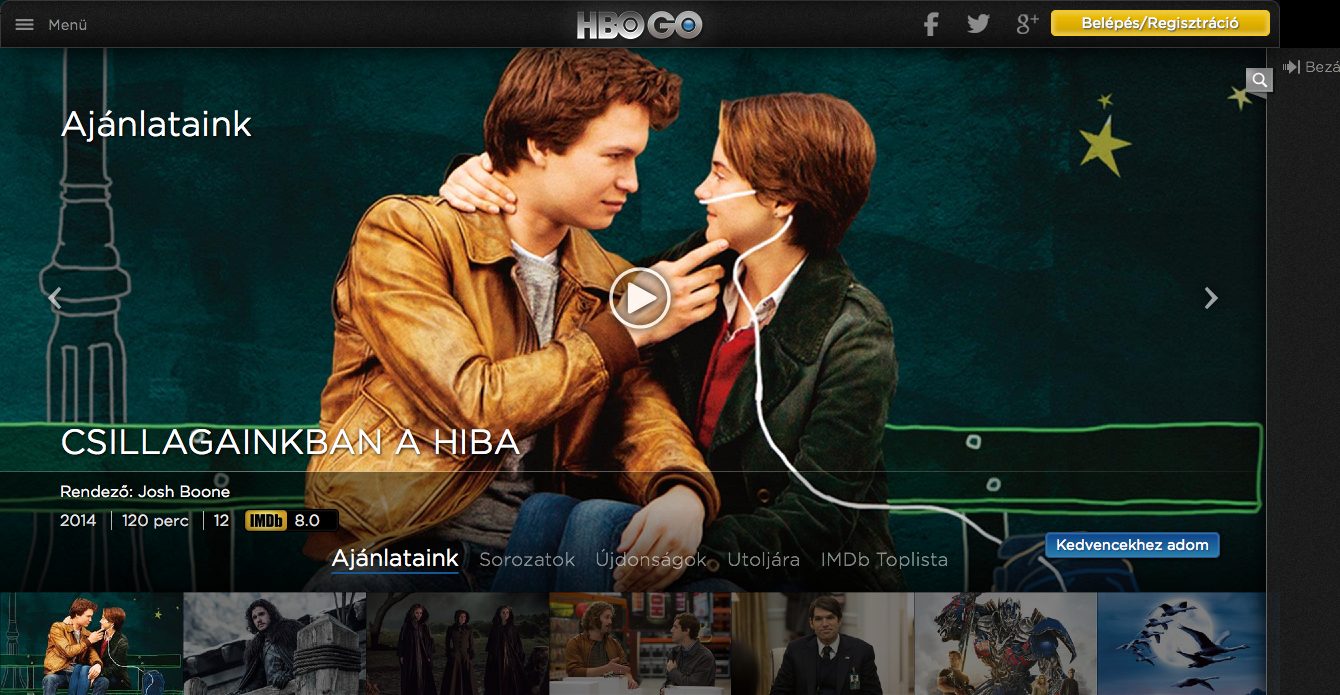 Menü
HBO GO
f
g+
Belépés/Regisztráció
Bezá
Ajánlataink
CSILLAGAINKBAN A HIBA
Rendező: Josh Boone
2014 | 120 perc | 12 IMDb 8.0
Kedvencekhez adom
Ajánlataink Sorozatok Újdonságok Utoljára IMDb Toplista